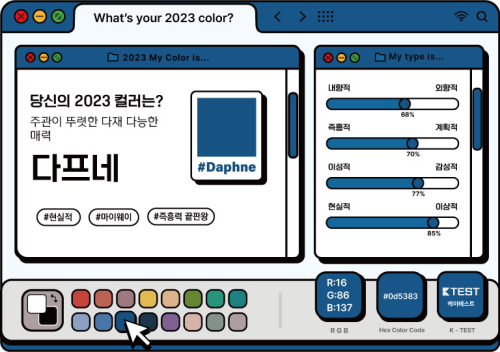 What's your 2023 color?
2023 My Color is...
당신의 2023 컬러는?
주관이 뚜렷한 다재 다능한
매력
다프네
#Daphne
#현실적
#마이웨이
#즉흥력 끝판왕
My type is...
내향적 외향적
68%
즉흥적 계획적
70%
이성적 감성적
77%
현실적 이상적
85%
R:16
G:86
B:137
RGB
#0d5383
Hex Color Code
KTEST
케이테스트
K - TEST